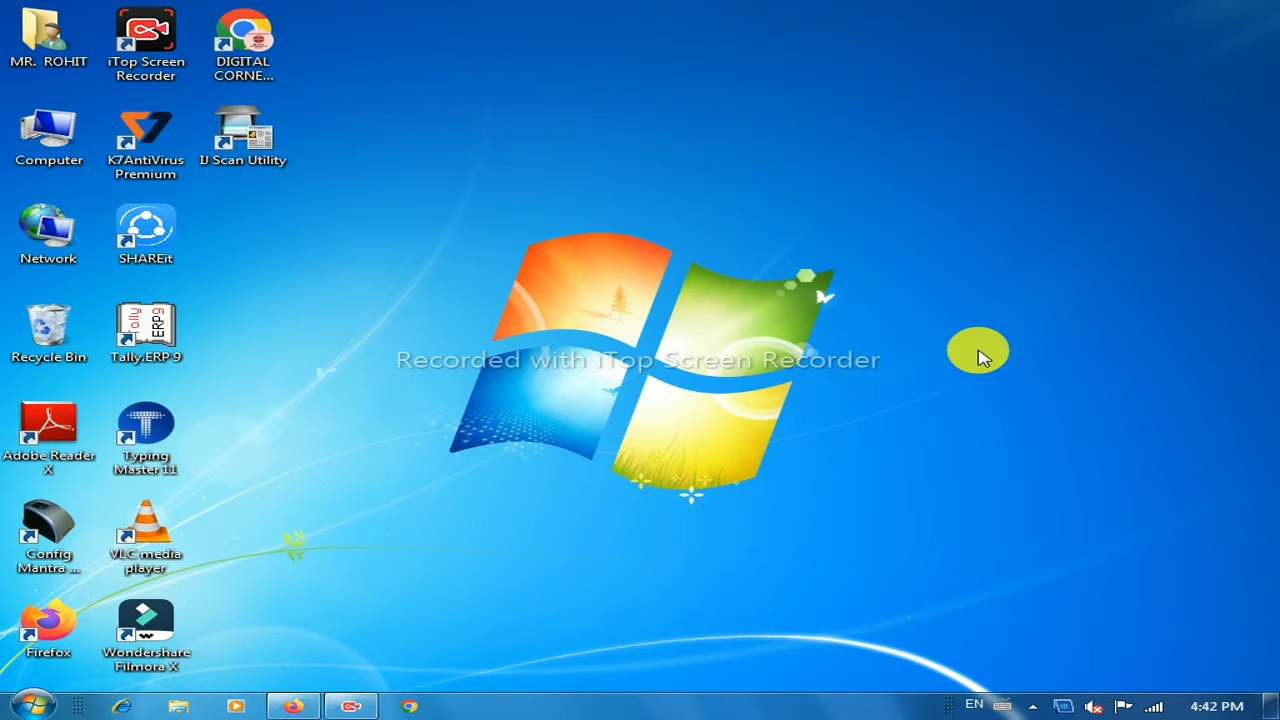 MR. ROHIT
iTop Screen
Recorder
DIGITAL
CORNE...
Computer
K7AntiVirus
Premium
IJ Scan Utility
Network
SHAREit
Recycle Bin
Tally
ERP9
Tally.ERP 9
Adobe Reader
X
Typing
Master 11
Config
Mantra ...
VLC media
player
Firefox
Wondershare
Filmora X
Recorded with iTop Screen Recorder
EN
4:42 PM